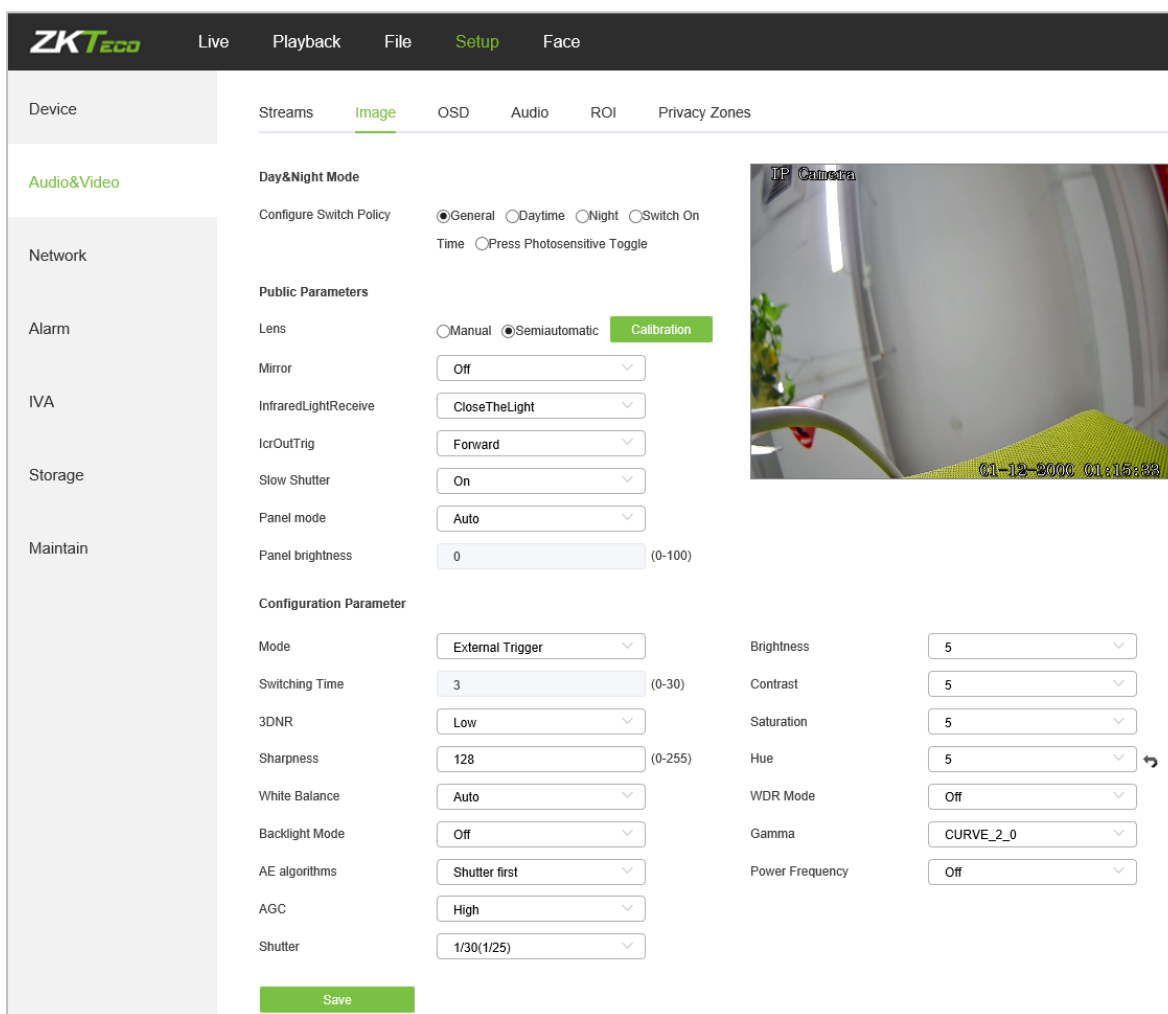 ZKTECO Live Playback File Setup Face
Device
Audio&Video
Network
Alarm
IVA
Storage
Maintain
Streams Image OSD Audio ROI Privacy Zones
Day&Night Mode
Configure Switch Policy General Daytime Night Switch On
Time Press Photosensitive Toggle
Public Parameters
Lens Manual Semiautomatic Calibration
Mirror Off
InfraredLightReceive CloseTheLight
IcrOutTrig Forward
Slow Shutter On
Panel mode Auto
Panel brightness 0 (0-100)
IP Camera
01-12-2000 01:15:33
Configuration Parameter
Mode External Trigger Brightness 5
Switching Time 3 (0-30) Contrast 5
3DNR Low Saturation 5
Sharpness 128 (0-255) Hue 5
White Balance Auto WDR Mode Off
Backlight Mode Off Gamma CURVE_2_0
AE algorithms Shutter first Power Frequency Off
AGC High
Shutter 1/30(1/25)
Save